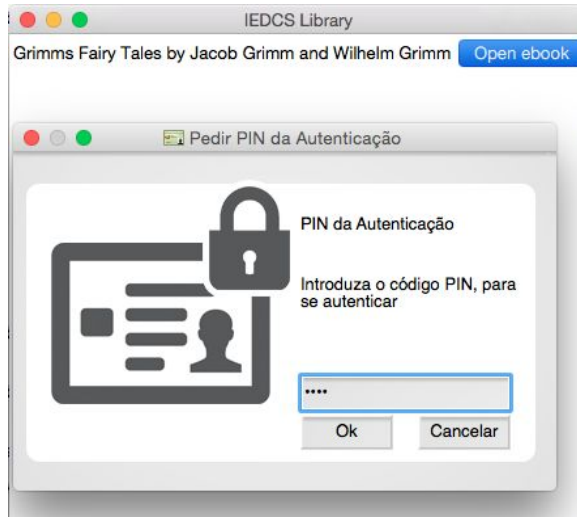 IEDCS Library
Grimms Fairy Tales by Jacob Grimm and Wilhelm Grimm Open ebook
Pedir PIN da Autenticação
PIN da Autenticação
Introduza o código PIN, para
se autenticar
••••
Ok Cancelar